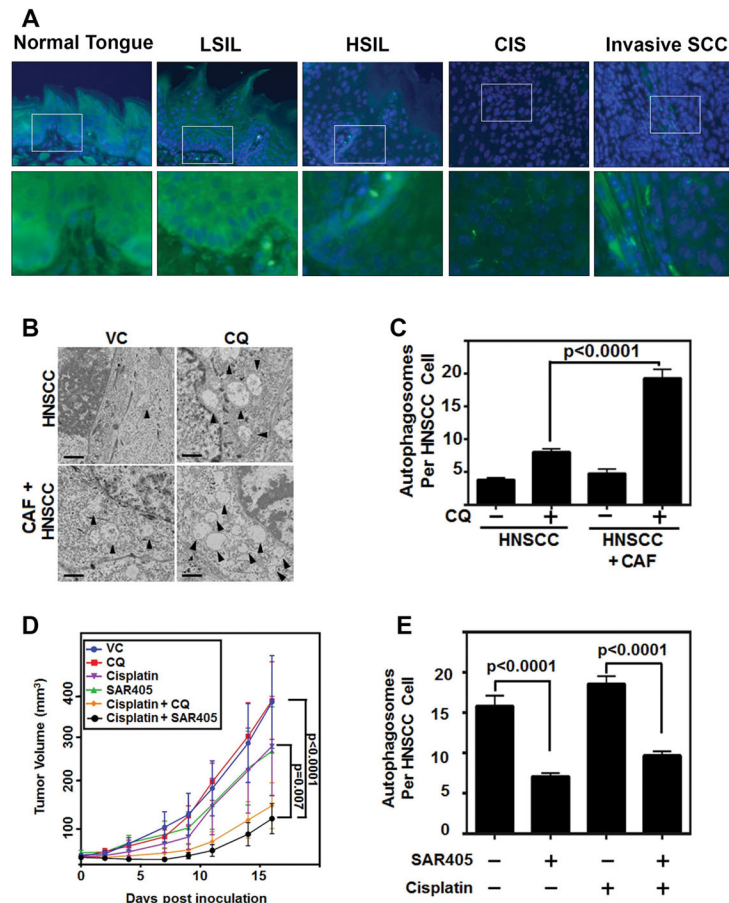 A
Normal Tongue LSIL HSIL CIS Invasive SCC
B
VC CQ
HNSCC
CAF +
HNSCC
C
Autophagosomes
Per HNSCC Cell
20
15
10
5
p<0.0001
CQ − + − +
HNSCC HNSCC
+ CAF
D
Tumor Volume (mm³)
400
300
200
100
VC
CQ
Cisplatin
SAR405
Cisplatin + CQ
Cisplatin + SAR405
p=0.007
p<0.0001
0 5 10 15
Days post inoculation
E
Autophagosomes
Per HNSCC Cell
20
15
10
5
0
p<0.0001 p<0.0001
SAR405 − + − +
Cisplatin − − + +